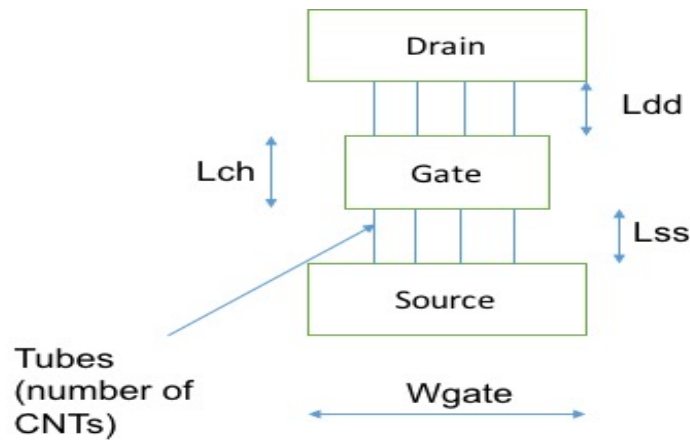 Drain
Ldd
Lch
Gate
Lss
Source
Tubes
(number of
CNTs)
Wgate